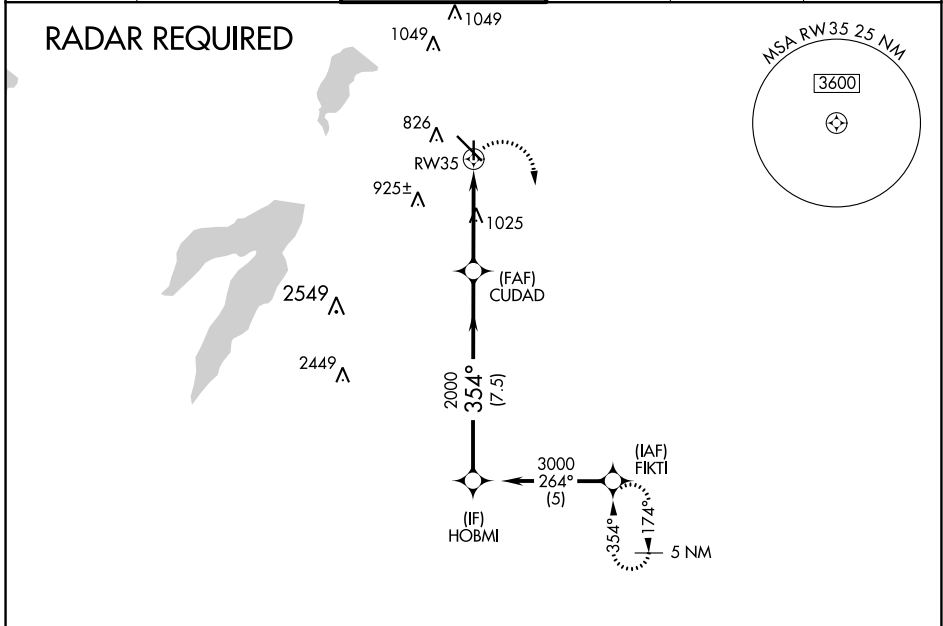 RADAR REQUIRED
1049
1049
MSA RW35 25 NM
3600
826
RW35
925±
1025
(FAF)
CUDAD
2549
2449
2000
354°
(7.5)
(IAF)
FIKTI
3000
264°
(5)
(IF)
HOBMI
354°
174°
5 NM